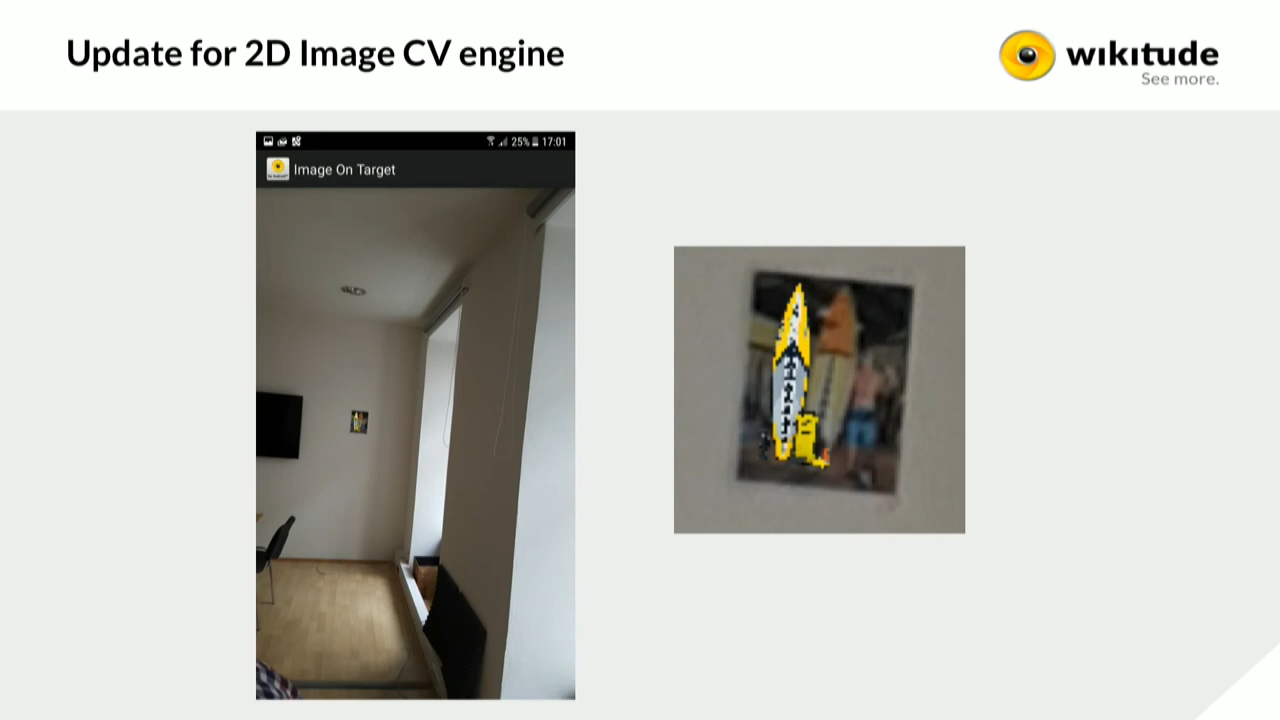 Update for 2D Image CV engine
wikitude
See more.
25% 17:01
Image On Target